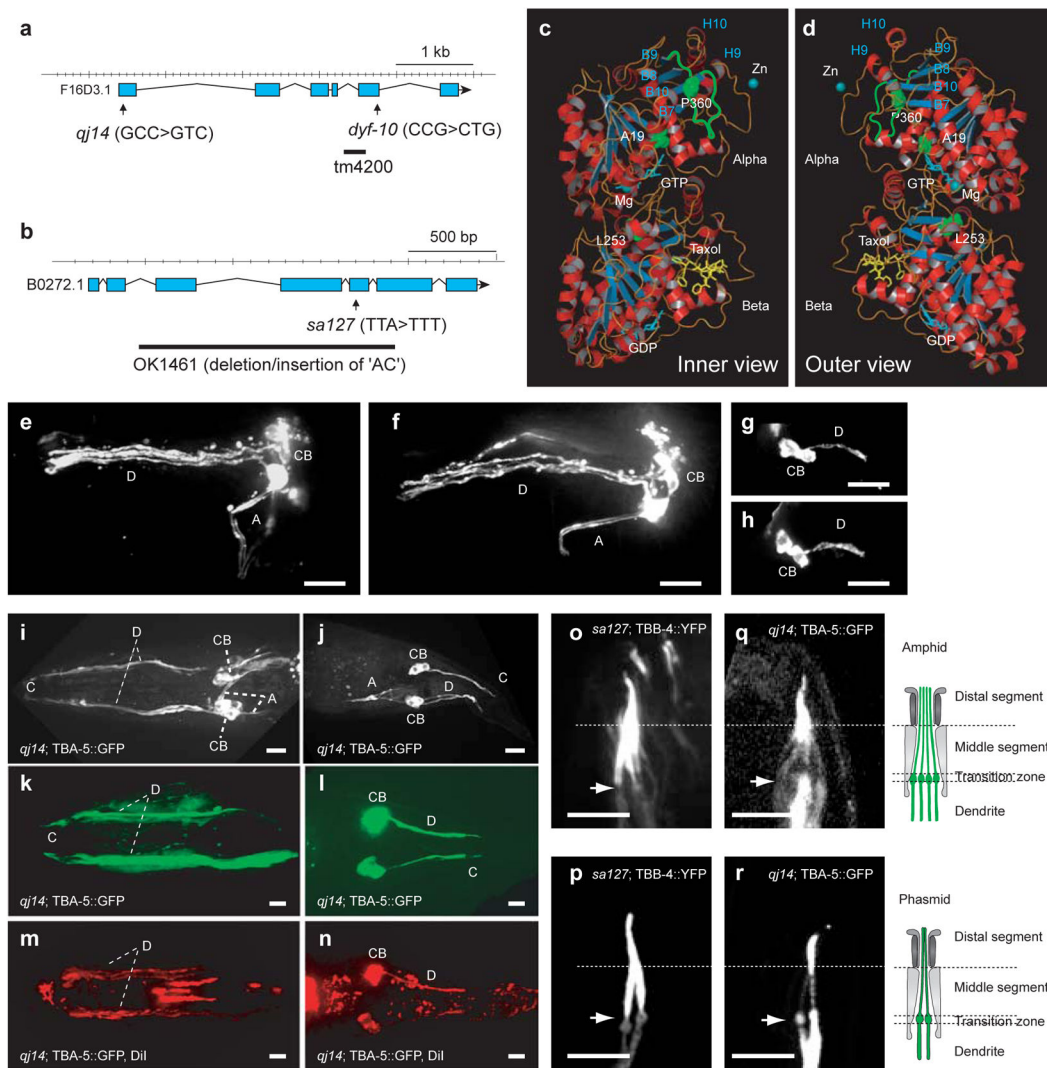 a
1 kb
F16D3.1
qj14 (GCC>GTC)
dyf-10 (CCG>CTG)
tm4200
b
500 bp
B0272.1
sa127 (TTA>TTT)
OK1461 (deletion/insertion of 'AC')
c
H10
B9
H9
B8
Zn
B10
P360
B7
A19
Alpha
GTP
Mg
L253
Taxol
Beta
GDP
Inner view
d
H10
H9
B9
Zn
B8
B10
P360
B7
A19
Alpha
GTP
Mg
Taxol
L253
Beta
GDP
Outer view
e
D
CB
A
f
D
CB
A
g
D
CB
h
D
CB
i
D
CB
C
A
CB
qj14; TBA-5::GFP
j
A
CB
D
C
CB
qj14; TBA-5::GFP
k
D
C
qj14; TBA-5::GFP
l
CB
D
C
qj14; TBA-5::GFP
m
D
qj14; TBA-5::GFP, DiI
n
CB
D
qj14; TBA-5::GFP, DiI
o
sa127; TBB-4::YFP
q
qj14; TBA-5::GFP
Amphid
Distal segment
Middle segment
Transition zone
Dendrite
p
sa127; TBB-4::YFP
r
qj14; TBA-5::GFP
Phasmid
Distal segment
Middle segment
Transition zone
Dendrite